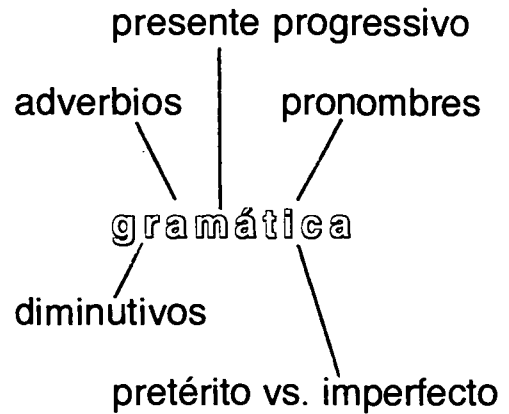 presente progressivo
adverbios pronombres
gramática
diminutivos
pretérito vs. imperfecto